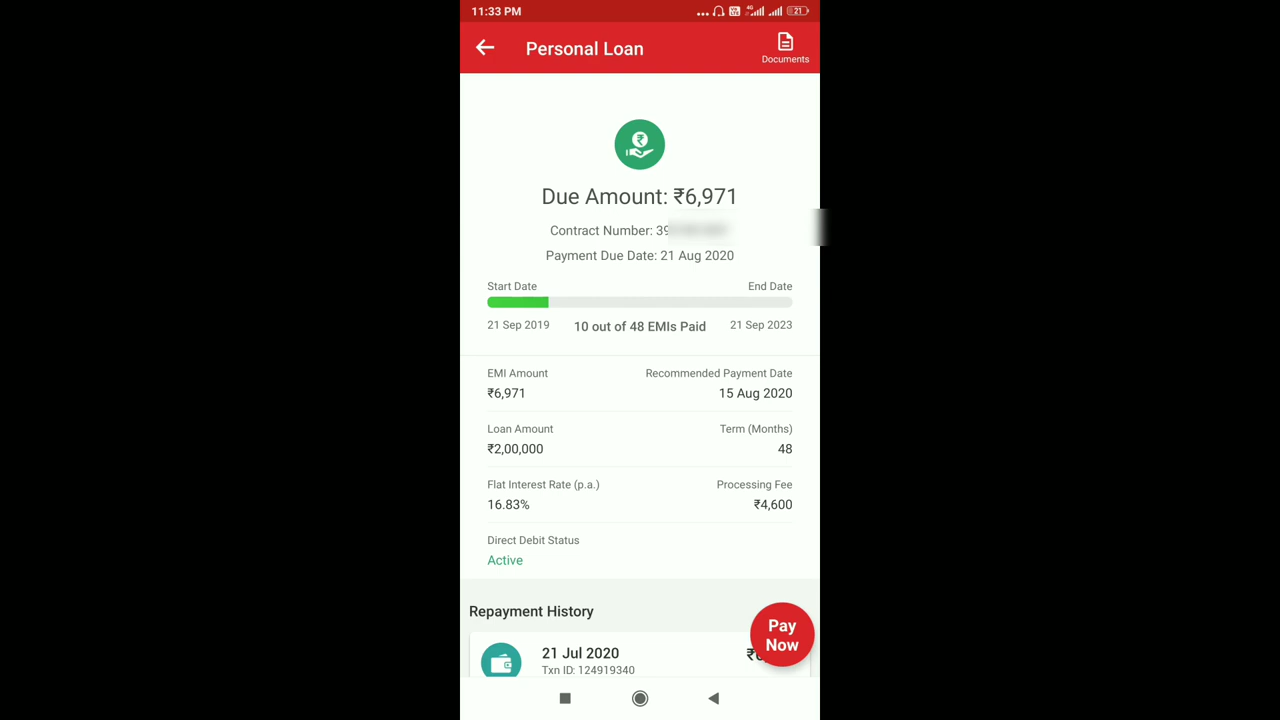 11:33 PM
4G
21
Personal Loan
Documents
Due Amount: ₹6,971
Contract Number: 39
Payment Due Date: 21 Aug 2020
Start Date End Date
21 Sep 2019 10 out of 48 EMIs Paid 21 Sep 2023
EMI Amount Recommended Payment Date
₹6,971 15 Aug 2020
Loan Amount Term (Months)
₹2,00,000 48
Flat Interest Rate (p.a.) Processing Fee
16.83% ₹4,600
Direct Debit Status
Active
Repayment History
Pay
Now
21 Jul 2020
Txn ID: 124919340